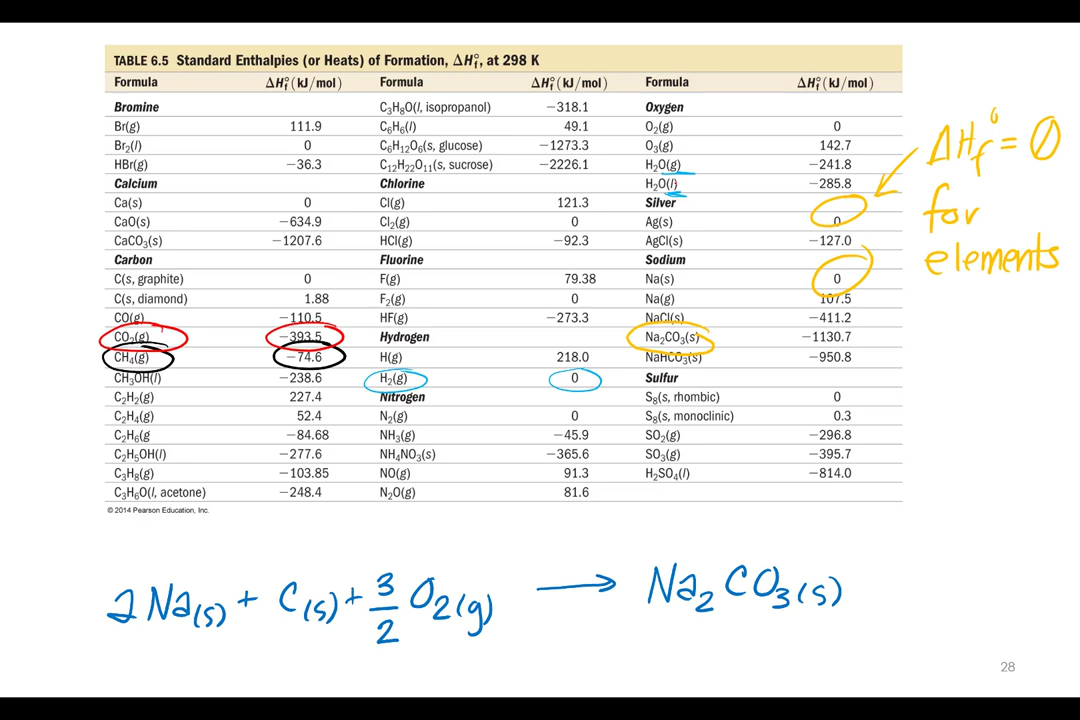 TABLE 6.5 Standard Enthalpies (or Heats) of Formation, ΔH°f, at 298 K
Formula ΔH°f (kJ/mol) Formula ΔH°f (kJ/mol) Formula ΔH°f (kJ/mol)
Bromine C3H8O(l, isopropanol) −318.1 Oxygen
Br(g) 111.9 C6H6(l) 49.1 O2(g) 0
Br2(l) 0 C6H12O6(s, glucose) −1273.3 O3(g) 142.7
HBr(g) −36.3 C12H22O11(s, sucrose) −2226.1 H2O(g) −241.8
Calcium Chlorine H2O(l) −285.8
Ca(s) 0 Cl(g) 121.3 Silver
CaO(s) −634.9 Cl2(g) 0 Ag(s) 0
CaCO3(s) −1207.6 HCl(g) −92.3 AgCl(s) −127.0
Carbon Fluorine Sodium
C(s, graphite) 0 F(g) 79.38 Na(s) 0
C(s, diamond) 1.88 F2(g) 0 Na(g) 107.5
CO(g) −110.5 HF(g) −273.3 NaCl(s) −411.2
CO2(g) −393.5 Hydrogen Na2CO3(s) −1130.7
CH4(g) −74.6 H(g) 218.0 NaHCO3(s) −950.8
CH3OH(l) −238.6 H2(g) 0 Sulfur
C2H2(g) 227.4 Nitrogen S8(s, rhombic) 0
C2H4(g) 52.4 N2(g) 0 S8(s, monoclinic) 0.3
C2H6(g −84.68 NH3(g) −45.9 SO2(g) −296.8
C2H5OH(l) −277.6 NH4NO3(s) −365.6 SO3(g) −395.7
C3H8(g) −103.85 NO(g) 91.3 H2SO4(l) −814.0
C3H6O(l, acetone) −248.4 N2O(g) 81.6
© 2014 Pearson Education, Inc.
ΔHf° = 0
for
elements
2 Na(s) + C(s) + 3/2 O2(g) → Na2CO3(s)
28